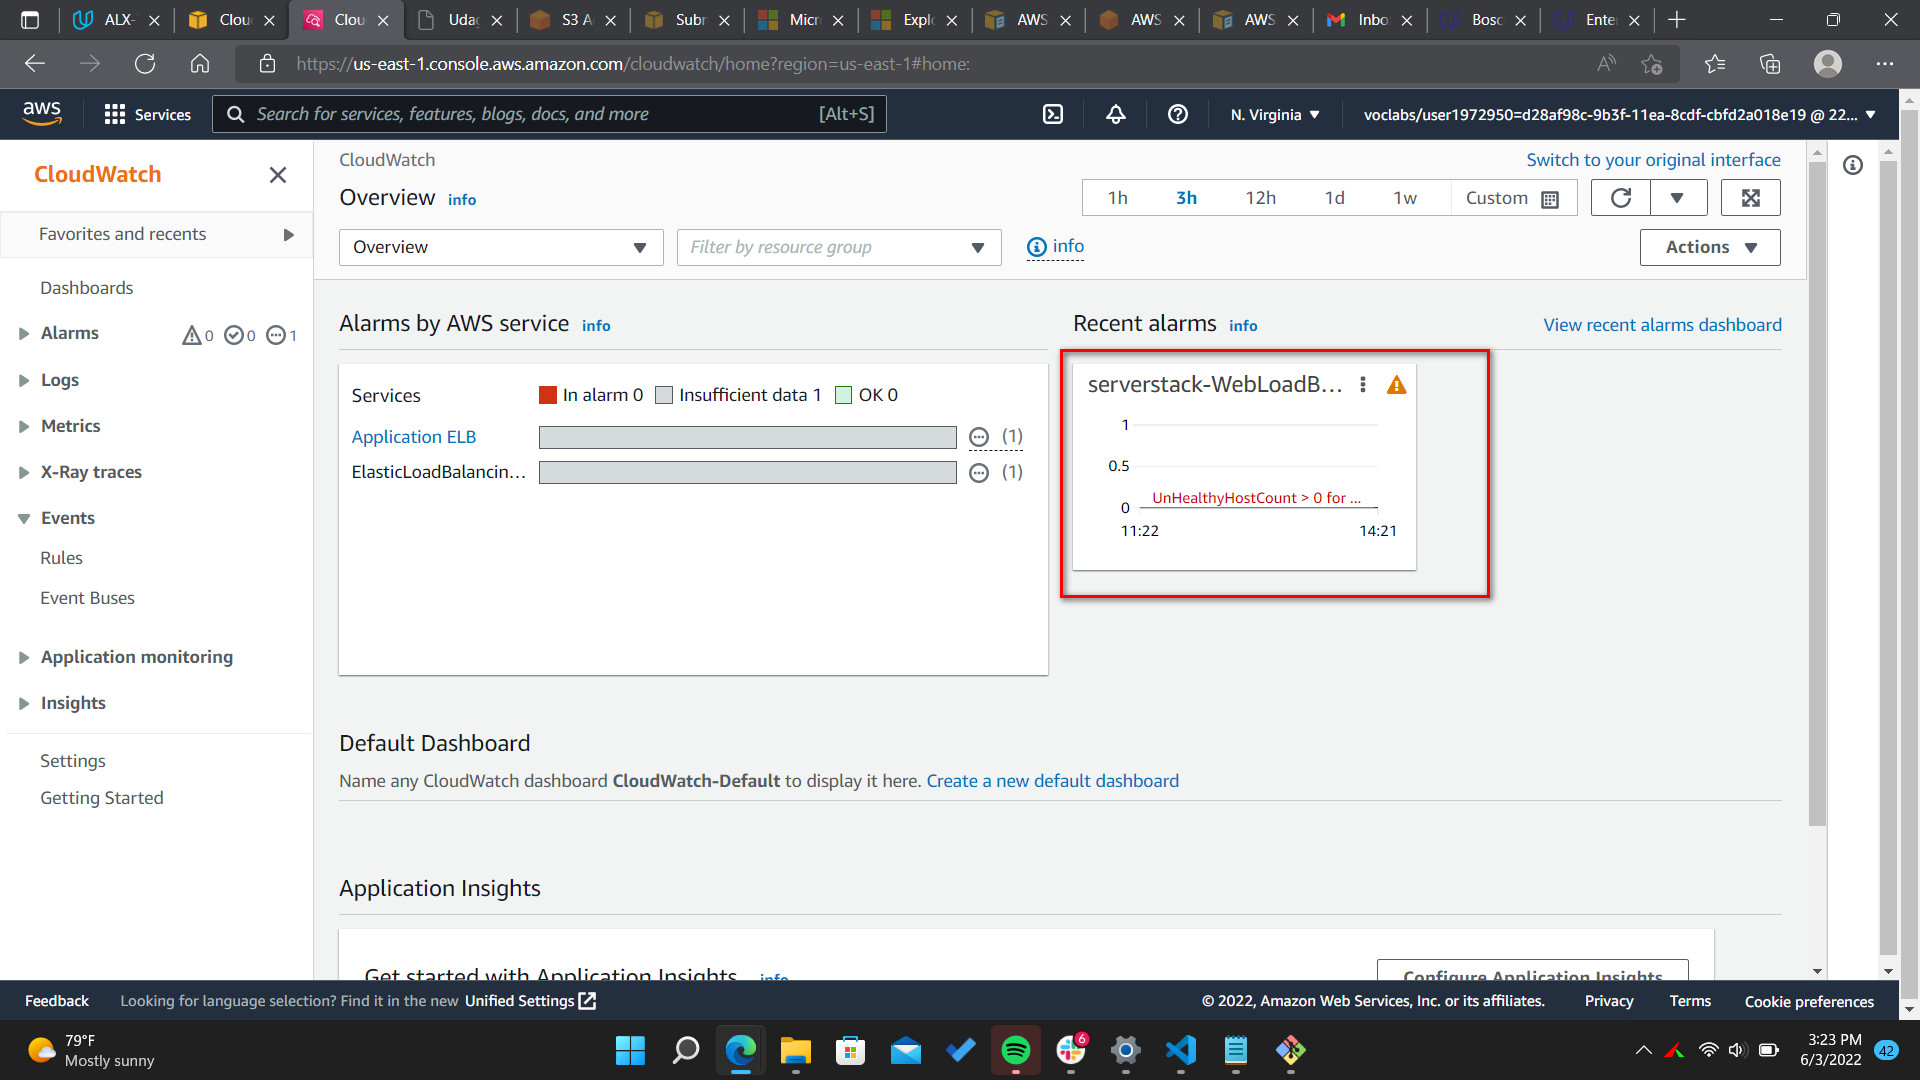 ALX-
Clou
Clou
Uda
S3 A
Subr
Micr
Explo
AWS
AWS
AWS
Inbo
Bosc
Ente
https://us-east-1.console.aws.amazon.com/cloudwatch/home?region=us-east-1#home:
aws
Services
Search for services, features, blogs, docs, and more
[Alt+S]
N. Virginia
voclabs/user1972950=d28af98c-9b3f-11ea-8cdf-cbfd2a018e19 @ 22...
CloudWatch
Favorites and recents
Dashboards
Alarms 0 0 1
Logs
Metrics
X-Ray traces
Events
Rules
Event Buses
Application monitoring
Insights
Settings
Getting Started
CloudWatch
Switch to your original interface
Overview info
1h 3h 12h 1d 1w Custom
Overview
Filter by resource group
info
Actions
Alarms by AWS service info
Services In alarm 0 Insufficient data 1 OK 0
Application ELB (1)
ElasticLoadBalancin... (1)
Recent alarms info
View recent alarms dashboard
serverstack-WebLoadB...
1
0.5
UnHealthyHostCount > 0 for ...
0
11:22 14:21
Default Dashboard
Name any CloudWatch dashboard CloudWatch-Default to display it here. Create a new default dashboard
Application Insights
Get started with Application Insights info
Configure Application Insights
Feedback Looking for language selection? Find it in the new Unified Settings
© 2022, Amazon Web Services, Inc. or its affiliates. Privacy Terms Cookie preferences
79°F
Mostly sunny
6
3:23 PM
6/3/2022
42